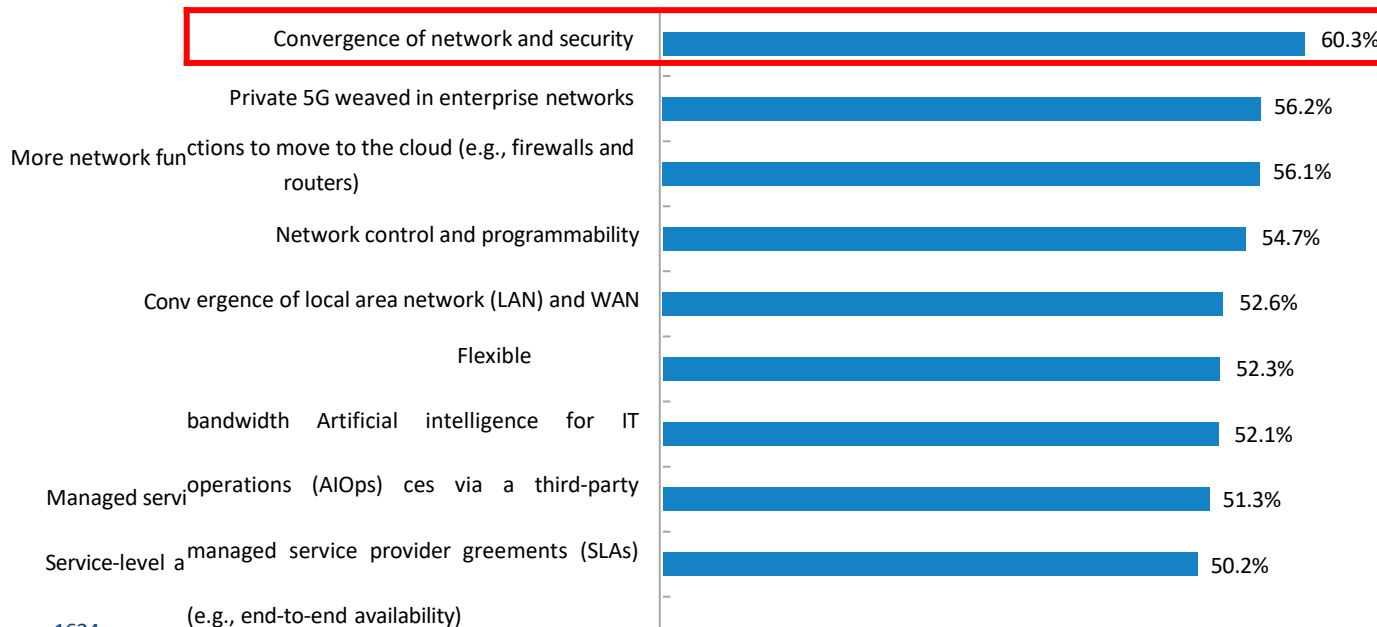 Convergence of network and security 60.3%
Private 5G weaved in enterprise networks 56.2%
More network functions to move to the cloud (e.g., firewalls and
routers) 56.1%
Network control and programmability 54.7%
Conv ergence of local area network (LAN) and WAN 52.6%
Flexible 52.3%
bandwidth Artificial intelligence for IT 52.1%
Managed servi operations (AIOps) ces via a third-party 51.3%
Service-level a managed service provider greements (SLAs) 50.2%
(e.g., end-to-end availability)